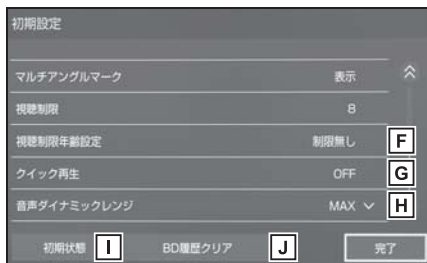 初期設定
マルチアングルマーク 表示
視聴制限 8
視聴制限年齢設定 制限無し F
クイック再生 OFF G
音声ダイナミックレンジ MAX H
初期状態 I BD履歴クリア J 完了